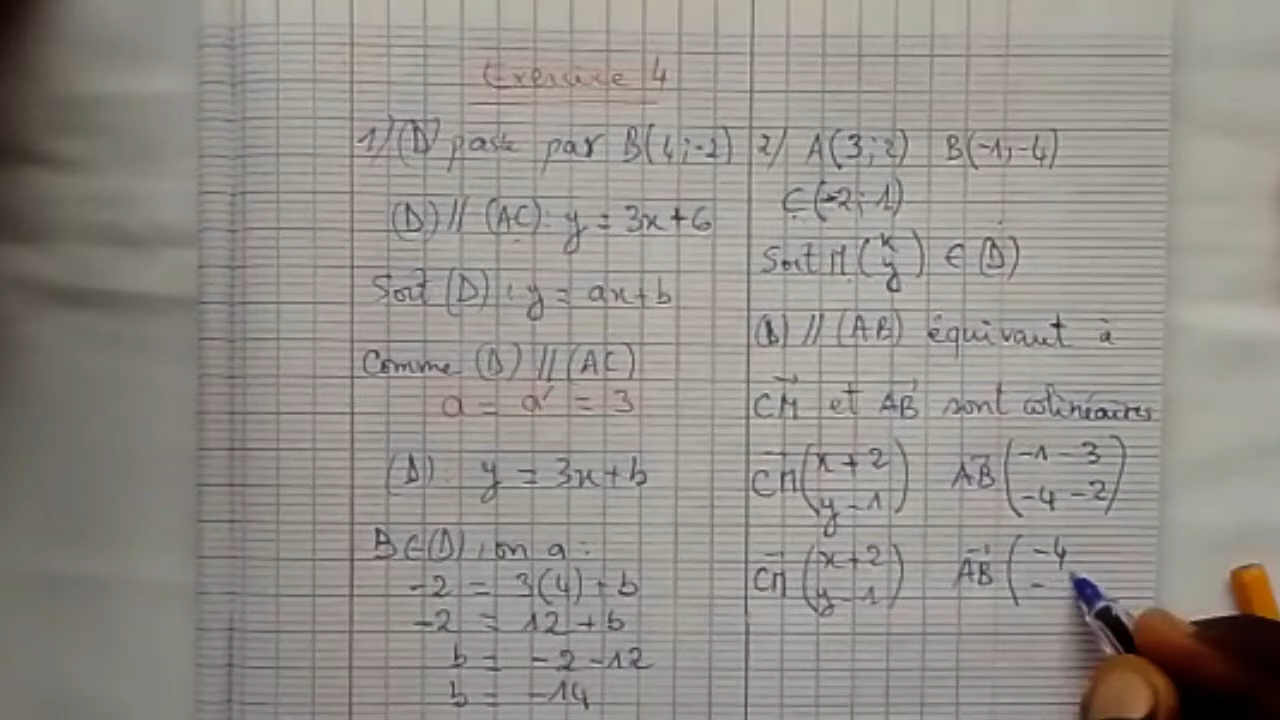 Exercice 4
1) (D) passe par B(4;-2)
(D) // (AC): y = 3x+6
Soit (D): y = ax+b
Comme (D) // (AC)
a = a' = 3
(D): y = 3x+b
B∈(D), on a:
-2 = 3(4)+b
-2 = 12+b
b = -2-12
b = -14
2) A(3;2) B(-1;-4)
C(-2;1)
Soit M(x y) ∈ (D)
(D) // (AB) équivaut à
CM et AB sont colinéaires
CM(x+2 y-1) AB(-1-3 -4-2)
CM(x+2 y-1) AB(-4 -